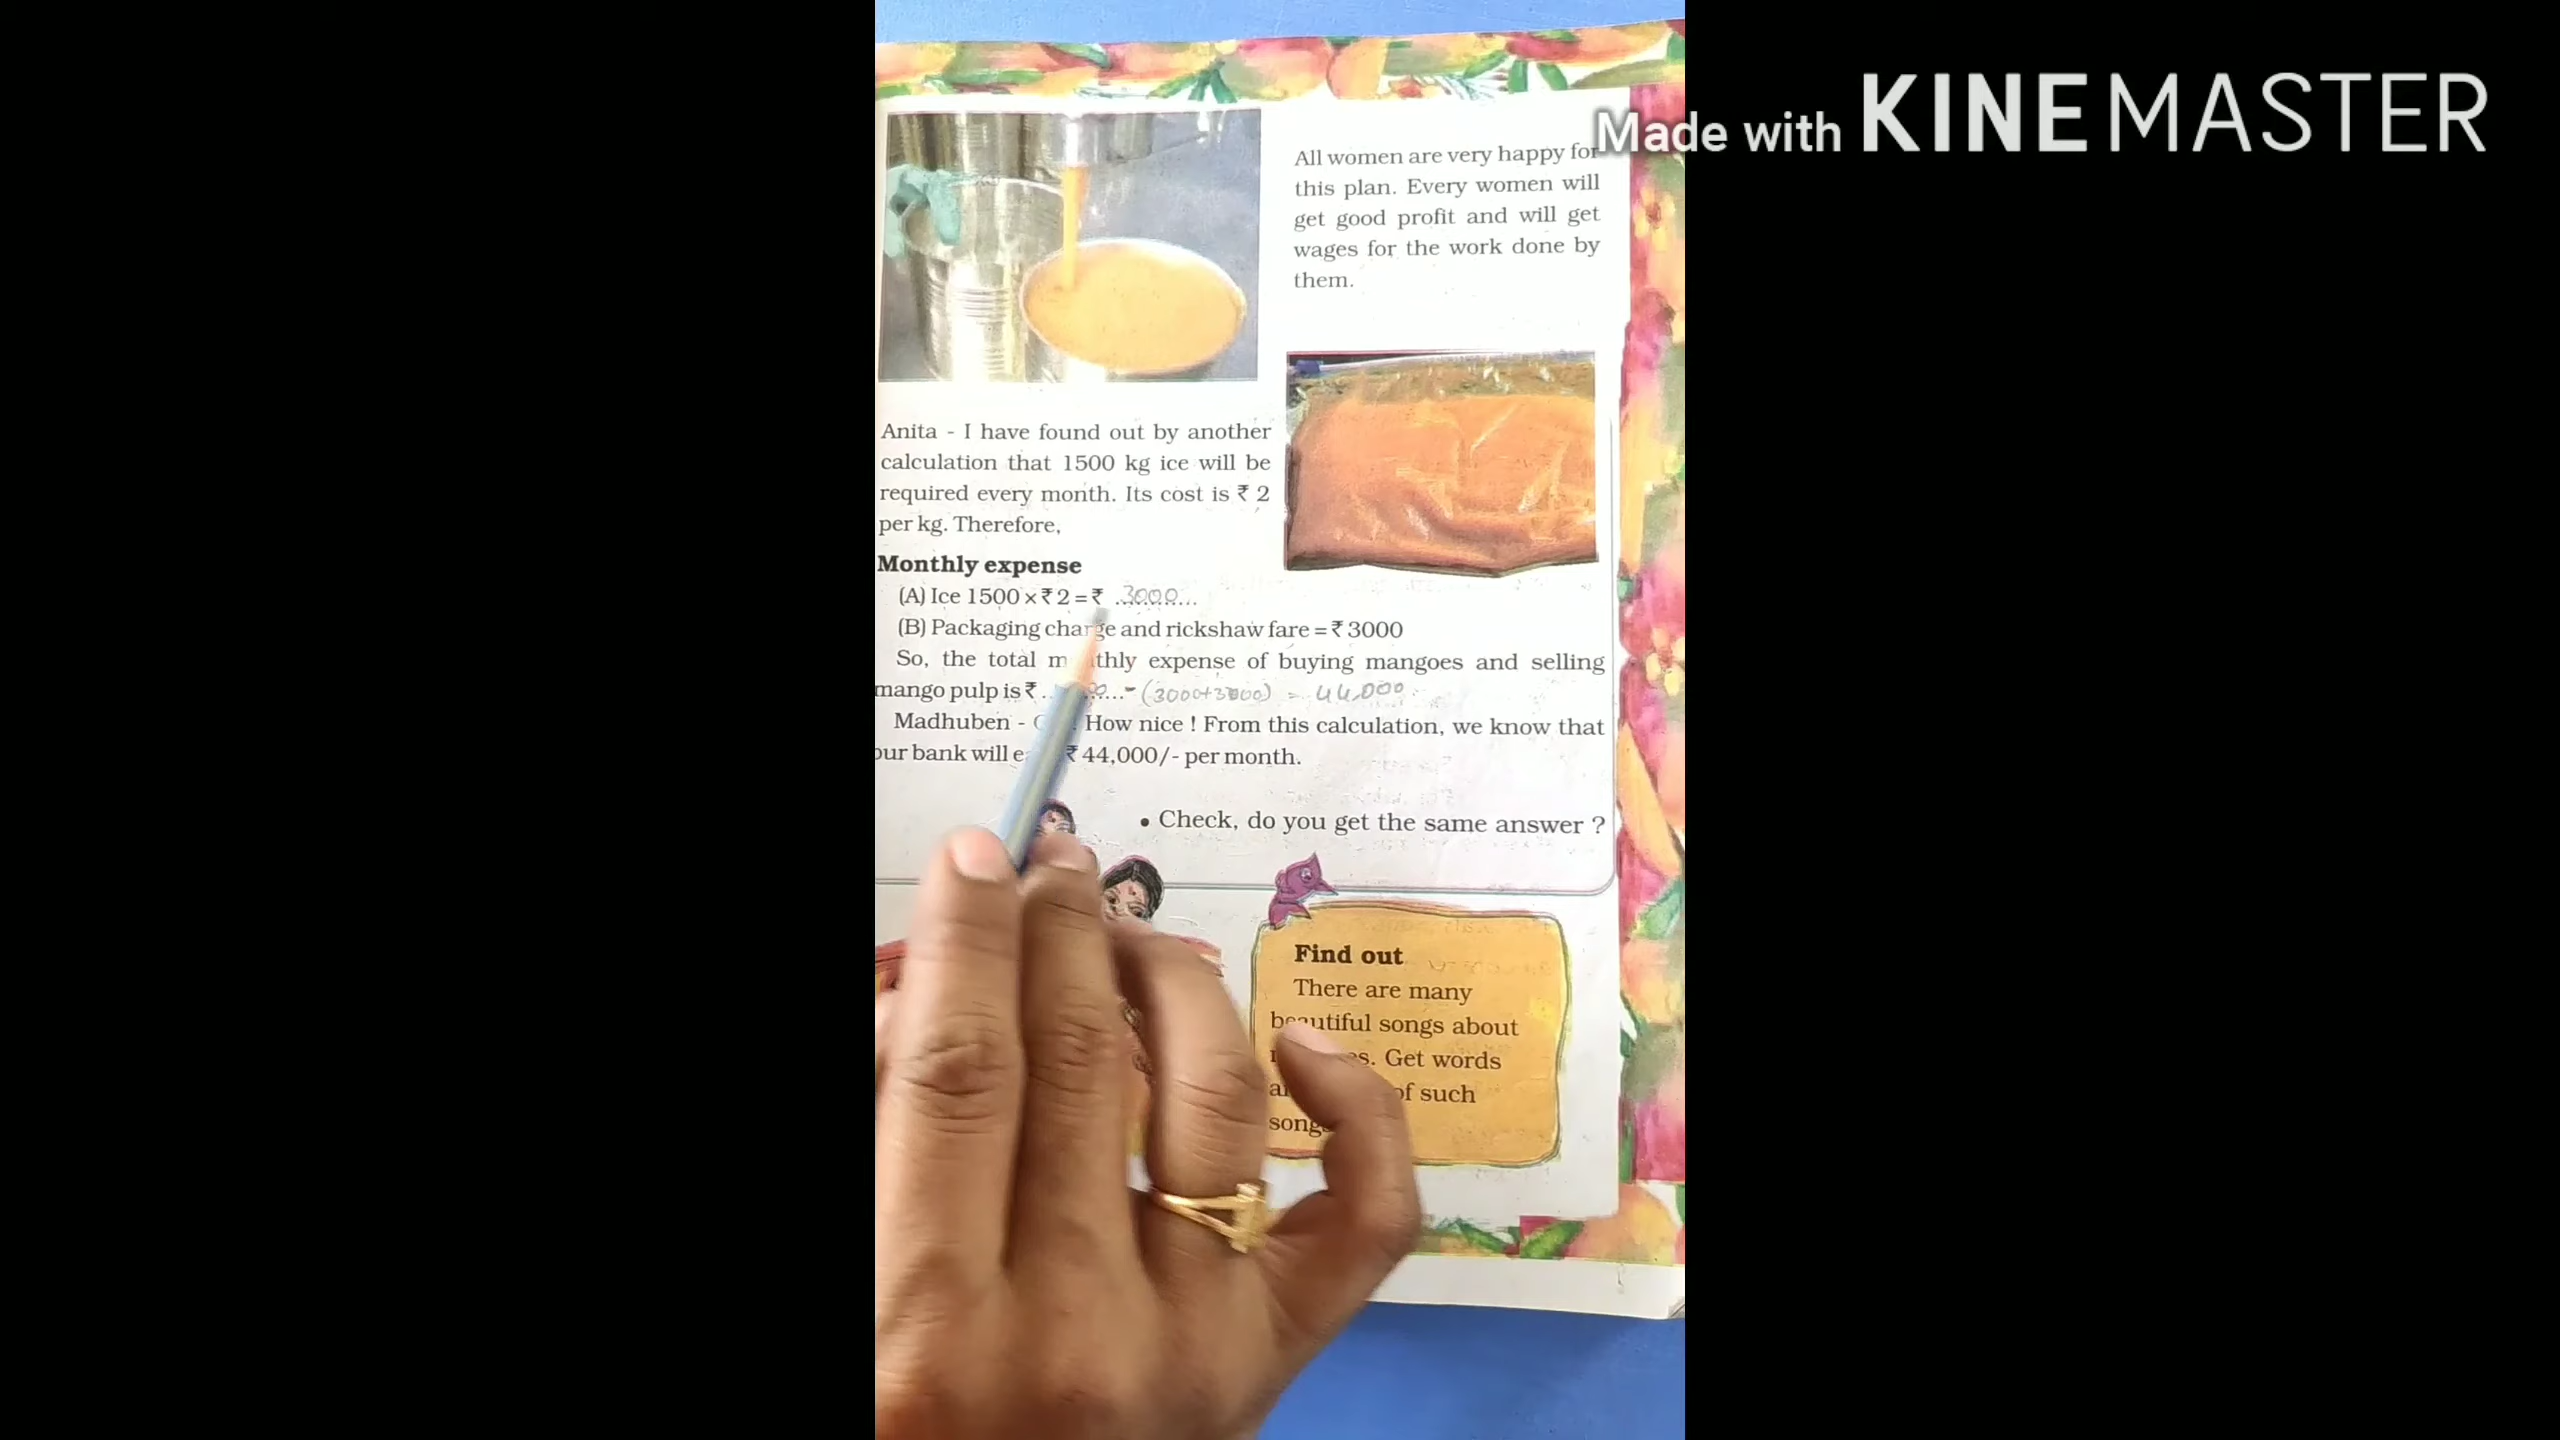 Made with KINEMASTER
All women are very happy for
this plan. Every women will
get good profit and will get
wages for the work done by
them.
Anita - I have found out by another
calculation that 1500 kg ice will be
required every month. Its cost is ₹ 2
per kg. Therefore,
Monthly expense
(A) Ice 1500 × ₹ 2 = ₹ ..3000...
(B) Packaging charge and rickshaw fare = ₹ 3000
So, the total expense of buying mangoes and selling
mango pulp is ₹ - (3000+3000) = 44,000
Madhuben - How nice ! From this calculation, we know that
our bank will ₹ 44,000/- per month.
• Check, do you get the same answer ?
Find out
There are many
beautiful songs about
Get words
of such